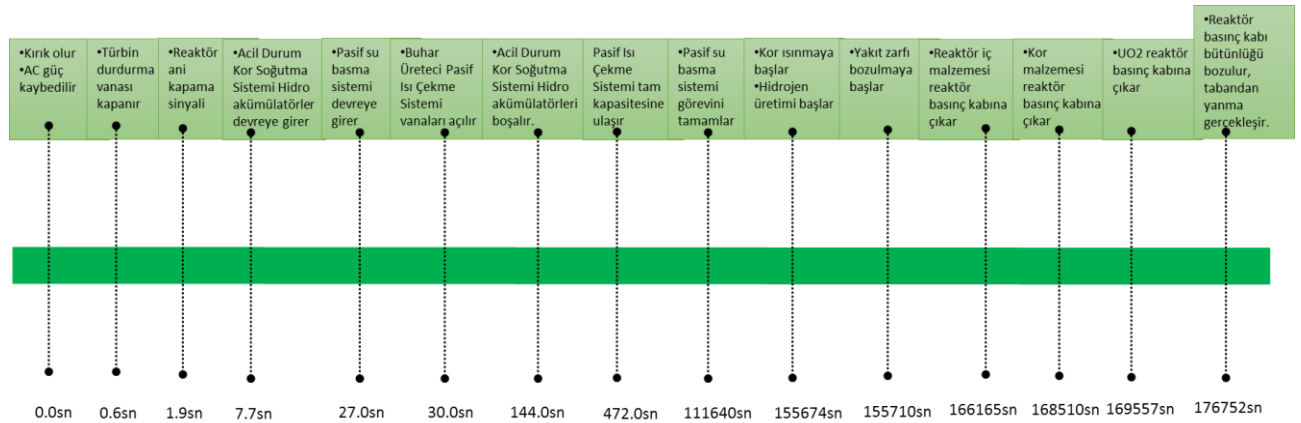 •Kırık olur
•AC güç
kaybedilir
•Türbin
durdurma
vanası
kapanır
•Reaktör
ani
kapama
sinyali
•Acil Durum
Kor Soğutma
Sistemi Hidro
akümülatörler
devreye girer
•Pasif su
basma
sistemi
devreye
girer
•Buhar
Üreteci Pasif
Isı Çekme
Sistemi
vanaları açılır
•Acil Durum
Kor Soğutma
Sistemi Hidro
akümülatörleri
boşalır.
Pasif Isı
Çekme
Sistemi tam
kapasitesine
ulaşır
•Pasif su
basma
sistemi
görevini
tamamlar
•Kor ısınmaya
başlar
•Hidrojen
üretimi başlar
•Yakıt zarfı
bozulmaya
başlar
•Reaktör iç
malzemesi
reaktör
basınç kabına
çıkar
•Kor
malzemesi
reaktör
basınç kabına
çıkar
•UO2 reaktör
basınç kabına
çıkar
•Reaktör
basınç kabı
bütünlüğü
bozulur,
tabandan
yanma
gerçekleşir.
0.0sn
0.6sn
1.9sn
7.7sn
27.0sn
30.0sn
144.0sn
472.0sn
111640sn
155674sn
155710sn
166165sn
168510sn
169557sn
176752sn